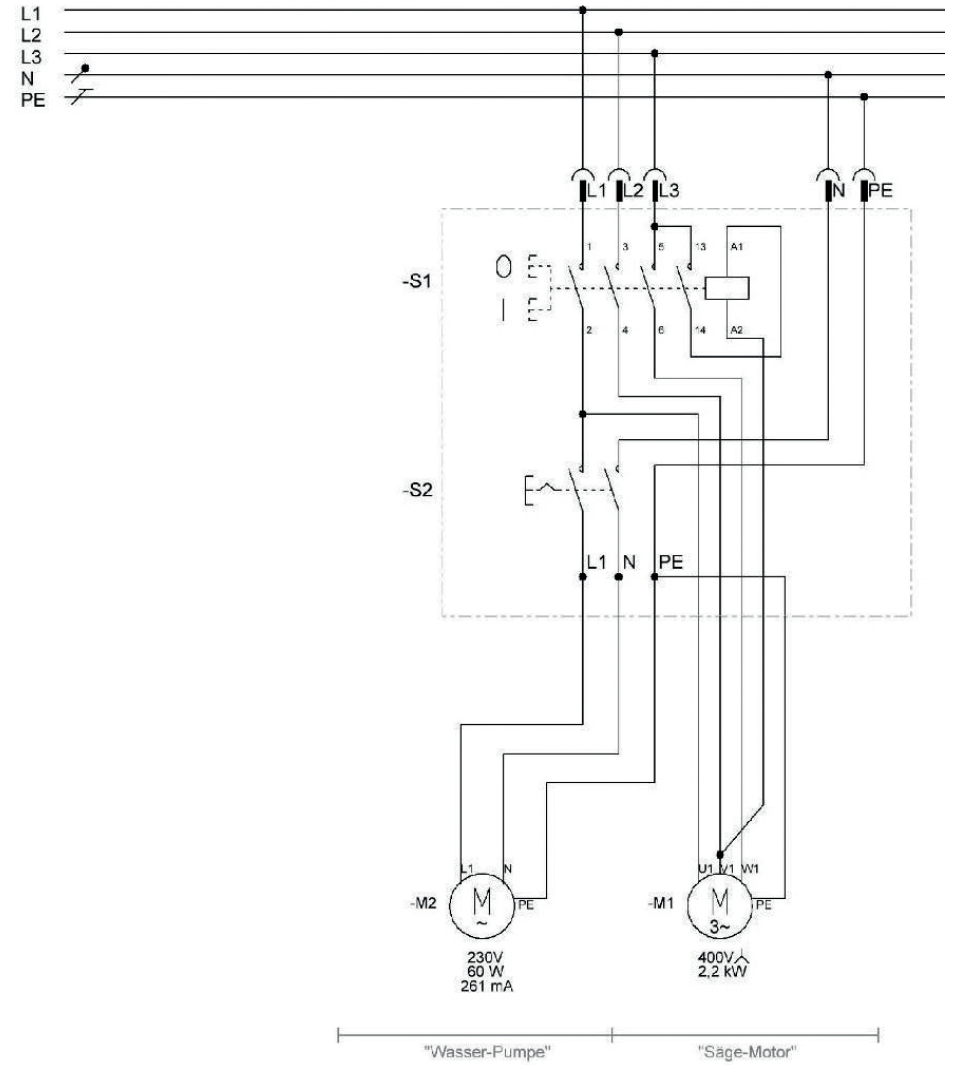 L1
L2
L3
N
PE
L1 L2 L3 N PE
1 3 5 13 A1
-S1 0
I
2 4 6 14 A2
-S2
L1 N PE
L1 N U1 V1 W1
-M2 M PE -M1 M PE
~ 3~
230V 400V
60 W 2,2 kW
261 mA
"Wasser-Pumpe" "Säge-Motor"